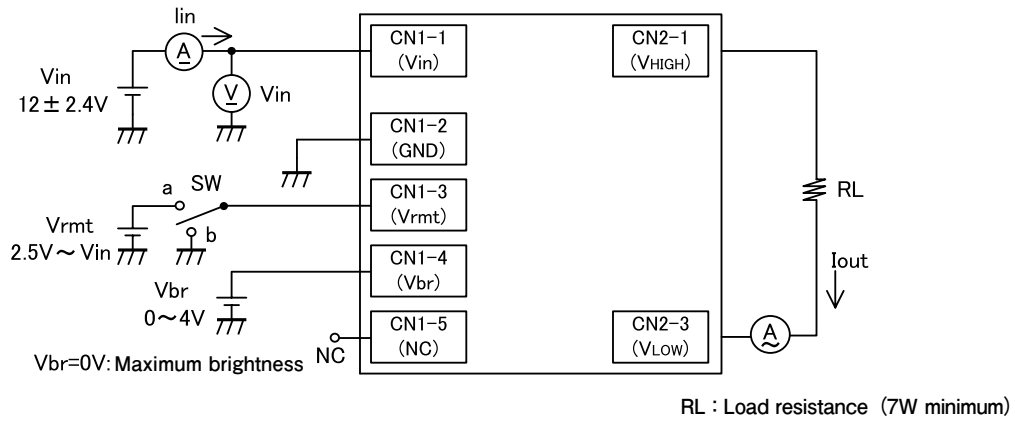 Iin
A
Vin
12 ± 2.4V
V
Vin
CN1-1
(Vin)
CN1-2
(GND)
a
SW
b
Vrmt
2.5V～Vin
CN1-3
(Vrmt)
Vbr
0～4V
CN1-4
(Vbr)
NC
CN1-5
(NC)
Vbr=0V: Maximum brightness
CN2-1
(VHIGH)
RL
Iout
CN2-3
(VLOW)
A
RL : Load resistance (7W minimum)